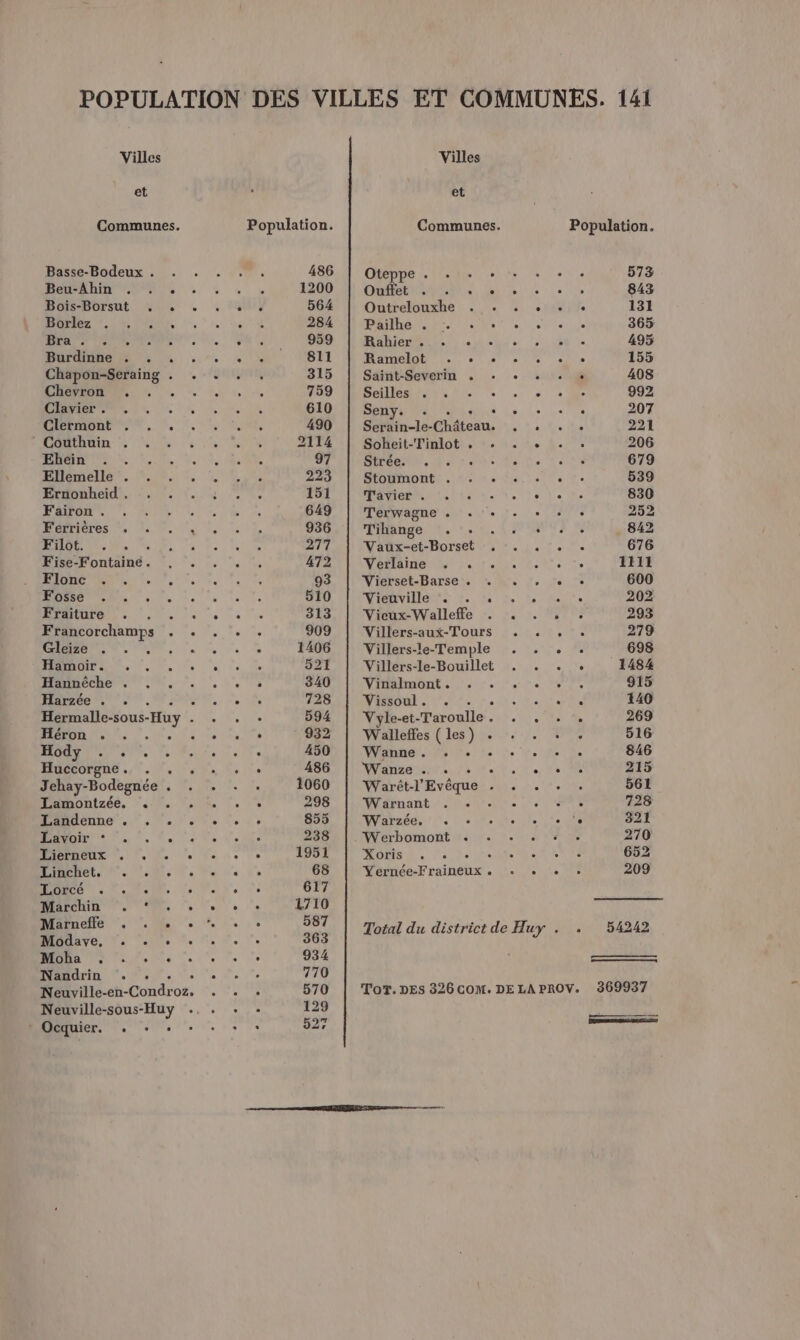 POPULATION DES VILLES ET COMMUNES. 141
Villes
et
Communes. Population.
Basse-Bodeux . . . . . . 486
Beu-Ahin . . . . . . . 1200
Bois-Borsut . . . . . . 564
Borlez . . . . . . . . 284
Bra . . . . . . . . . 959
Burdinne . . . . . . . 811
Chapon-Seraing . . . . . 315
Chevron . . . . . . . 759
Clavier . . . . . . . . 610
Clermont . . . . . . . 490
Couthuin . . . . . . . 2114
Ehein . . . . . . . . 97
Ellemelle . . . . . . . 223
Ernonheid . . . . . . . 151
Fairon . . . . . . . . 649
Ferrières . . . . . . . 936
Filot. . . . . . . . . 277
Fise-Fontaine. . . . . . 472
Flone . . . . . . . . 93
Fosse . . . . . . . . 510
Fraiture . . . . . . . 313
Francorchamps . . . . . 909
Gleize . . . . . . . . 1406
Hamoir. . . . . . . . 521
Hannêche . . . . . . . 340
Harzée . . . . . . . . 728
Hermalle-sous-Huy . . . . 594
Héron . . . . . . . . 932
Hody . . . . . . . . 450
Huccorgne. . . . . . . 486
Jehay-Bodegnée . . . . . 1060
Lamontzée. . . . . . . 298
Landenne . . . . . . . 855
Lavoir . . . . . . . . 238
Lierneux . . . . . . . 1951
Linchet. . . . . . . . 68
Lorcé . . . . . . . . 617
Marchin . . . . . . . 1710
Marneffe . . . . . . . 587
Modave, . . . . . . . 363
Moha . . . . . . . . 934
Nandrin . . . . . . . 770
Neuville-en-Condroz. . . . 570
Neuville-sous-Huy . . . . 129
Ocquier. . . . . . . . 527
Villes
et
Communes. Population.
Oteppe . . . . . . . . 573
Ouffet . . . . . . . . 843
Outrelouxhe . . . . . . 131
Pailhe . . . . . . . . 365
Rahier . . . . . . . . 495
Ramelot . . . . . . . 155
Saint-Severin . . . . . . 408
Seilles . . . . . . . . 992
Seny. . . . . . . . . 207
Serain-le-Château. . . . . 221
Soheit-Tinlot . . . . . . 206
Strée. . . . . . . . . 679
Stoumont . . . . . . . 539
Tavier . . . . . . . . 830
Terwagne . . . . . . . 252
Tihange . . . . . . . 842
Vaux-et-Borset . . . . . 676
Verlaine . . . . . . . 1111
Vierset-Barse . . . . . . 600
Vieuville . . . . . . . 202
Vieux-Walleffe . . . . . 293
Villers-aux-Tours . . . . 279
Villers-le-Temple . . . . 698
Villers-le-Bouillet . . . . 1484
Vinalmont. . . . . . . 915
Vissoul. . . . . . . . 140
Vyle-et-Taroulle. . . . . 269
Walleffes (les) . . . . . 516
Wanne. . . . . . . . 846
Wanze . . . . . . . . 215
Warêt-l'Evêque . . . . . 561
Warnant . . . . . . . 728
Warzée. . . . . . . . 321
Werbomont . . . . . . 270
Xoris . . . . . . . . 652
Yernée-Fraineux . . . . . 209
Total du district de Huy . . 54242
TOT. DES 326 COM. DE LA PROV. 369937